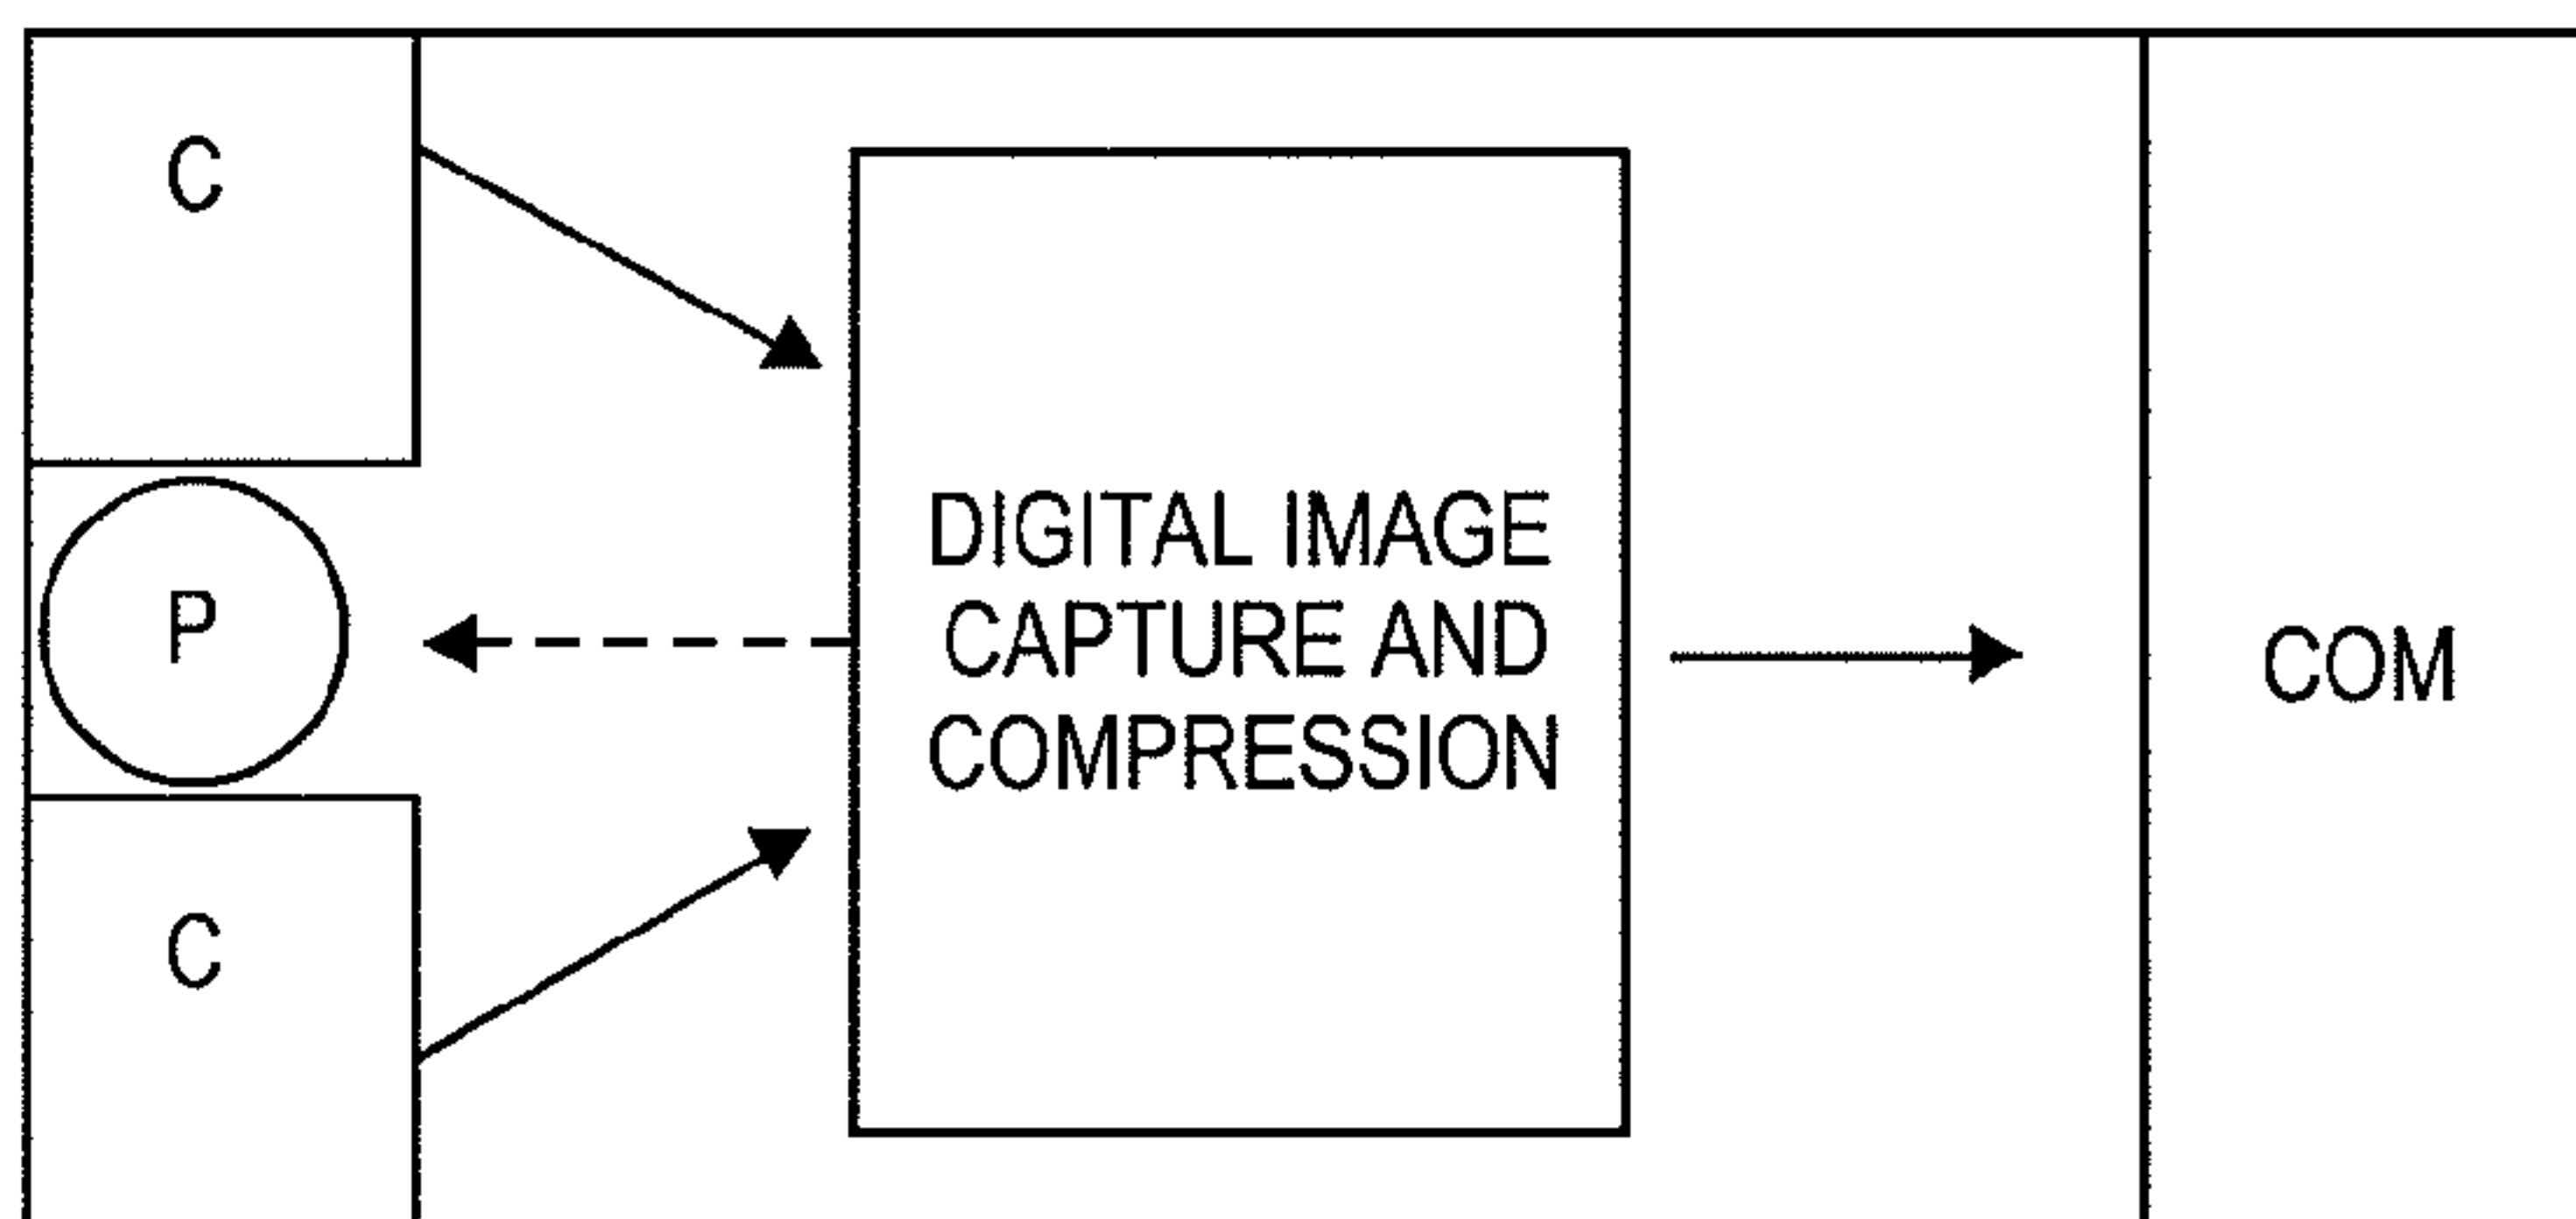 C
P
C
DIGITAL IMAGE
CAPTURE AND
COMPRESSION
COM